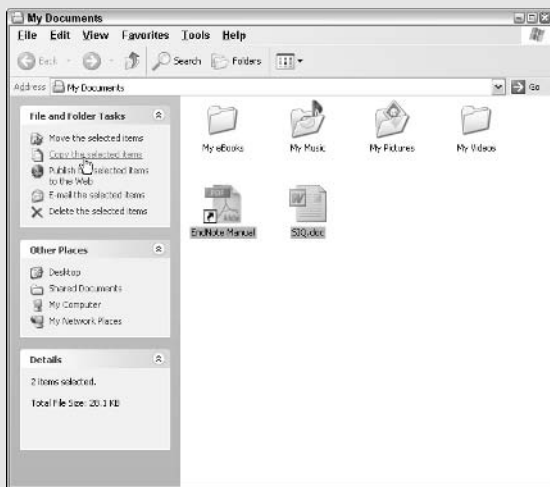 My Documents
File Edit View Favorites Tools Help
Back Search Folders
Address My Documents Go
File and Folder Tasks
Move the selected items
Copy the selected items
Publish the selected items
to the Web
E-mail the selected items
Delete the selected items
Other Places
Desktop
Shared Documents
My Computer
My Network Places
Details
2 items selected.
Total File Size: 28.1 KB
My eBooks My Music My Pictures My Videos
PDF
EndNote Manual SIQ.doc